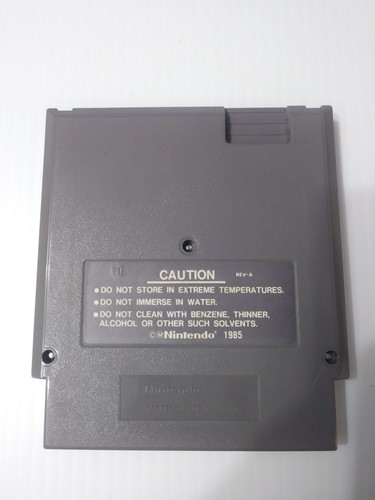 CAUTION REV-A
• DO NOT STORE IN EXTREME TEMPERATURES.
• DO NOT IMMERSE IN WATER.
• DO NOT CLEAN WITH BENZENE, THINNER,
ALCOHOL OR OTHER SUCH SOLVENTS.
©ⓂNintendo® 1985
Nintendo